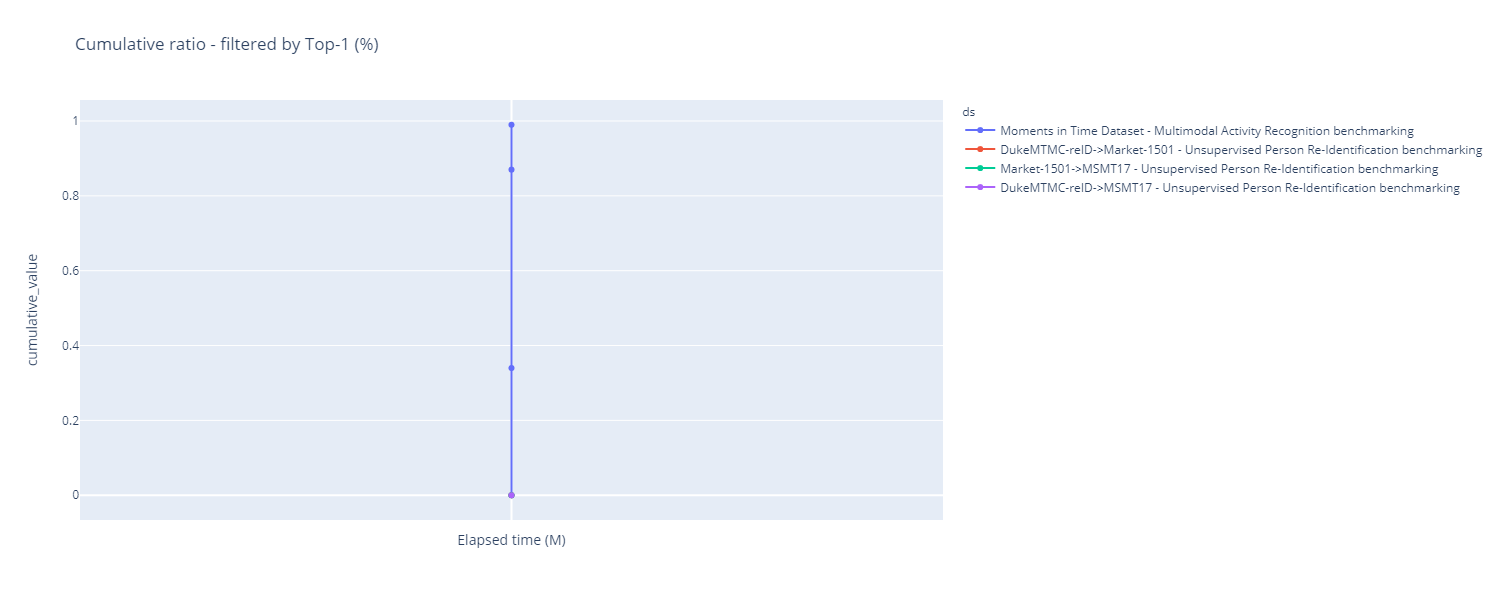 Cumulative ratio - filtered by Top-1 (%)
ds
Moments in Time Dataset - Multimodal Activity Recognition benchmarking
DukeMTMC-reID->Market-1501 - Unsupervised Person Re-Identification benchmarking
Market-1501->MSMT17 - Unsupervised Person Re-Identification benchmarking
DukeMTMC-reID->MSMT17 - Unsupervised Person Re-Identification benchmarking
cumulative_value
1
0.8
0.6
0.4
0.2
0
Elapsed time (M)